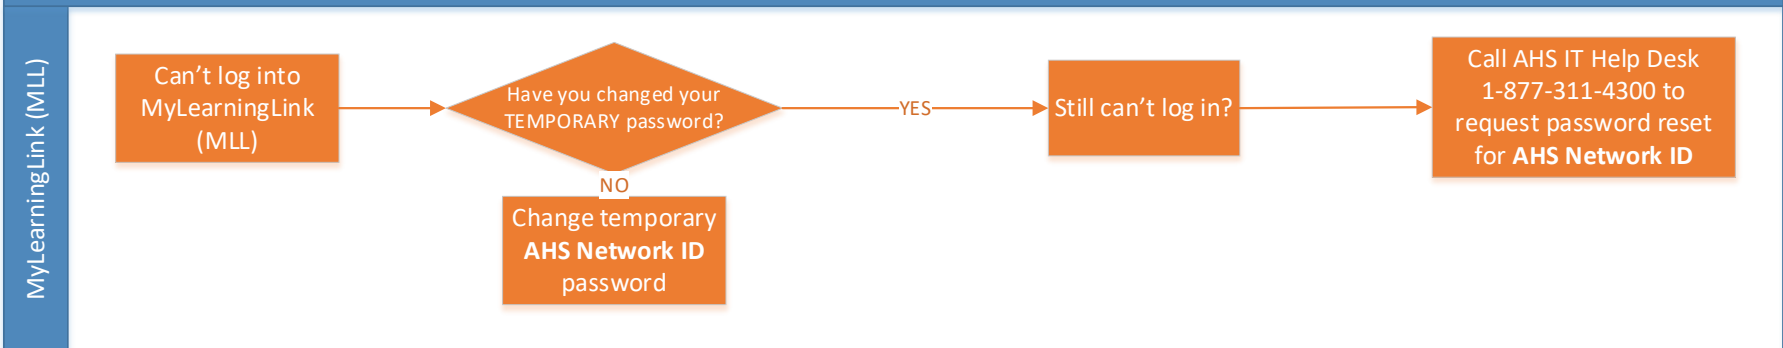 MyLearningLink (MLL)
Can’t log into
MyLearningLink
(MLL)
Have you changed your
TEMPORARY password?
YES
Still can’t log in?
Call AHS IT Help Desk
1-877-311-4300 to
request password reset
for AHS Network ID
NO
Change temporary
AHS Network ID
password